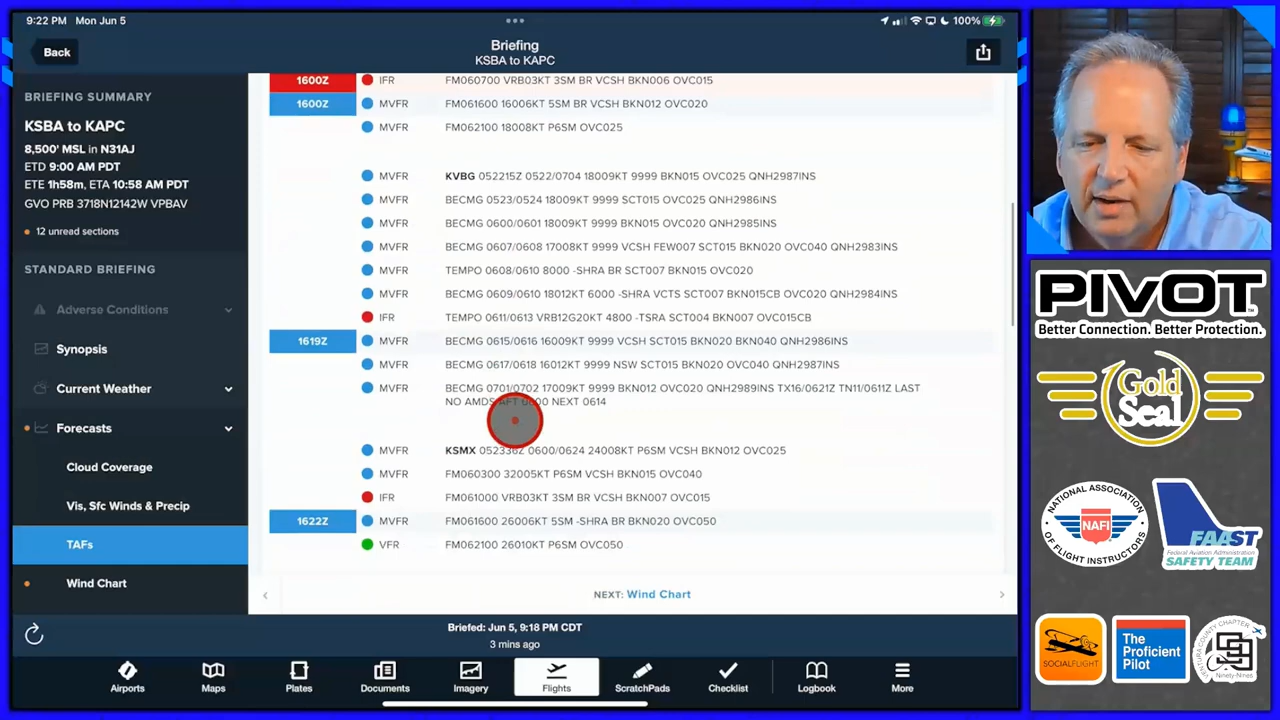 9:22 PM Mon Jun 5
100%
Back
Briefing
KSBA to KAPC
BRIEFING SUMMARY
KSBA to KAPC
8,500' MSL in N31AJ
ETD 9:00 AM PDT
ETE 1h58m, ETA 10:58 AM PDT
GVO PRB 3718N12142W VPBAV
12 unread sections
STANDARD BRIEFING
Adverse Conditions
Synopsis
Current Weather
Forecasts
Cloud Coverage
Vis, Sfc Winds & Precip
TAFs
Wind Chart
1600Z IFR FM060700 VRB03KT 3SM BR VCSH BKN006 OVC015
1600Z MVFR FM061600 16006KT 5SM BR VCSH BKN012 OVC020
MVFR FM062100 18008KT P6SM OVC025
MVFR KVBG 052215Z 0522/0704 18009KT 9999 BKN015 OVC025 QNH2987INS
MVFR BECMG 0523/0524 18009KT 9999 SCT015 OVC025 QNH2986INS
MVFR BECMG 0600/0601 18009KT 9999 BKN020 OVC030 QNH2985INS
MVFR BECMG 0607/0608 17008KT 9999 VCSH FEW007 SCT015 BKN020 OVC040 QNH2983INS
MVFR TEMPO 0608/0610 8000 -SHRA BR SCT007 BKN015 OVC020
MVFR BECMG 0609/0610 18012KT 6000 -SHRA VCTS SCT007 BKN015CB OVC020 QNH2984INS
IFR TEMPO 0611/0613 VRB12G20KT 4800 -TSRA SCT004 BKN007 OVC015CB
1619Z MVFR BECMG 0615/0616 16009KT 9999 VCSH SCT015 BKN020 BKN040 QNH2986INS
MVFR BECMG 0617/0618 16012KT 9999 NSW SCT015 BKN020 OVC040 QNH2987INS
MVFR BECMG 0701/0702 17009KT 9999 BKN012 OVC020 QNH2989INS TX16/0621Z TN11/0611Z LAST
NO AMDS AFT 0600 NEXT 0614
MVFR KSMX 052336Z 0600/0624 24008KT P6SM VCSH BKN012 OVC025
MVFR FM060300 32005KT P6SM VCSH BKN015 OVC040
IFR FM061000 VRB03KT 3SM BR VCSH BKN007 OVC015
1622Z MVFR FM061600 26006KT 5SM -SHRA BR BKN020 OVC050
VFR FM062100 26010KT P6SM OVC050
NEXT: Wind Chart
Briefed: Jun 5, 9:18 PM CDT
3 mins ago
Airports
Maps
Plates
Documents
Imagery
Flights
ScratchPads
Checklist
Logbook
More
PIVOT
Better Connection. Better Protection.
Gold
Seal
NATIONAL ASSOCIATION
NAFI
OF FLIGHT INSTRUCTORS
FAAST
Federal Aviation Administration
SAFETY TEAM
SOCIALFLIGHT
The
Proficient
Pilot
VENTURA COUNTY CHAPTER
99
Ninety-Nines